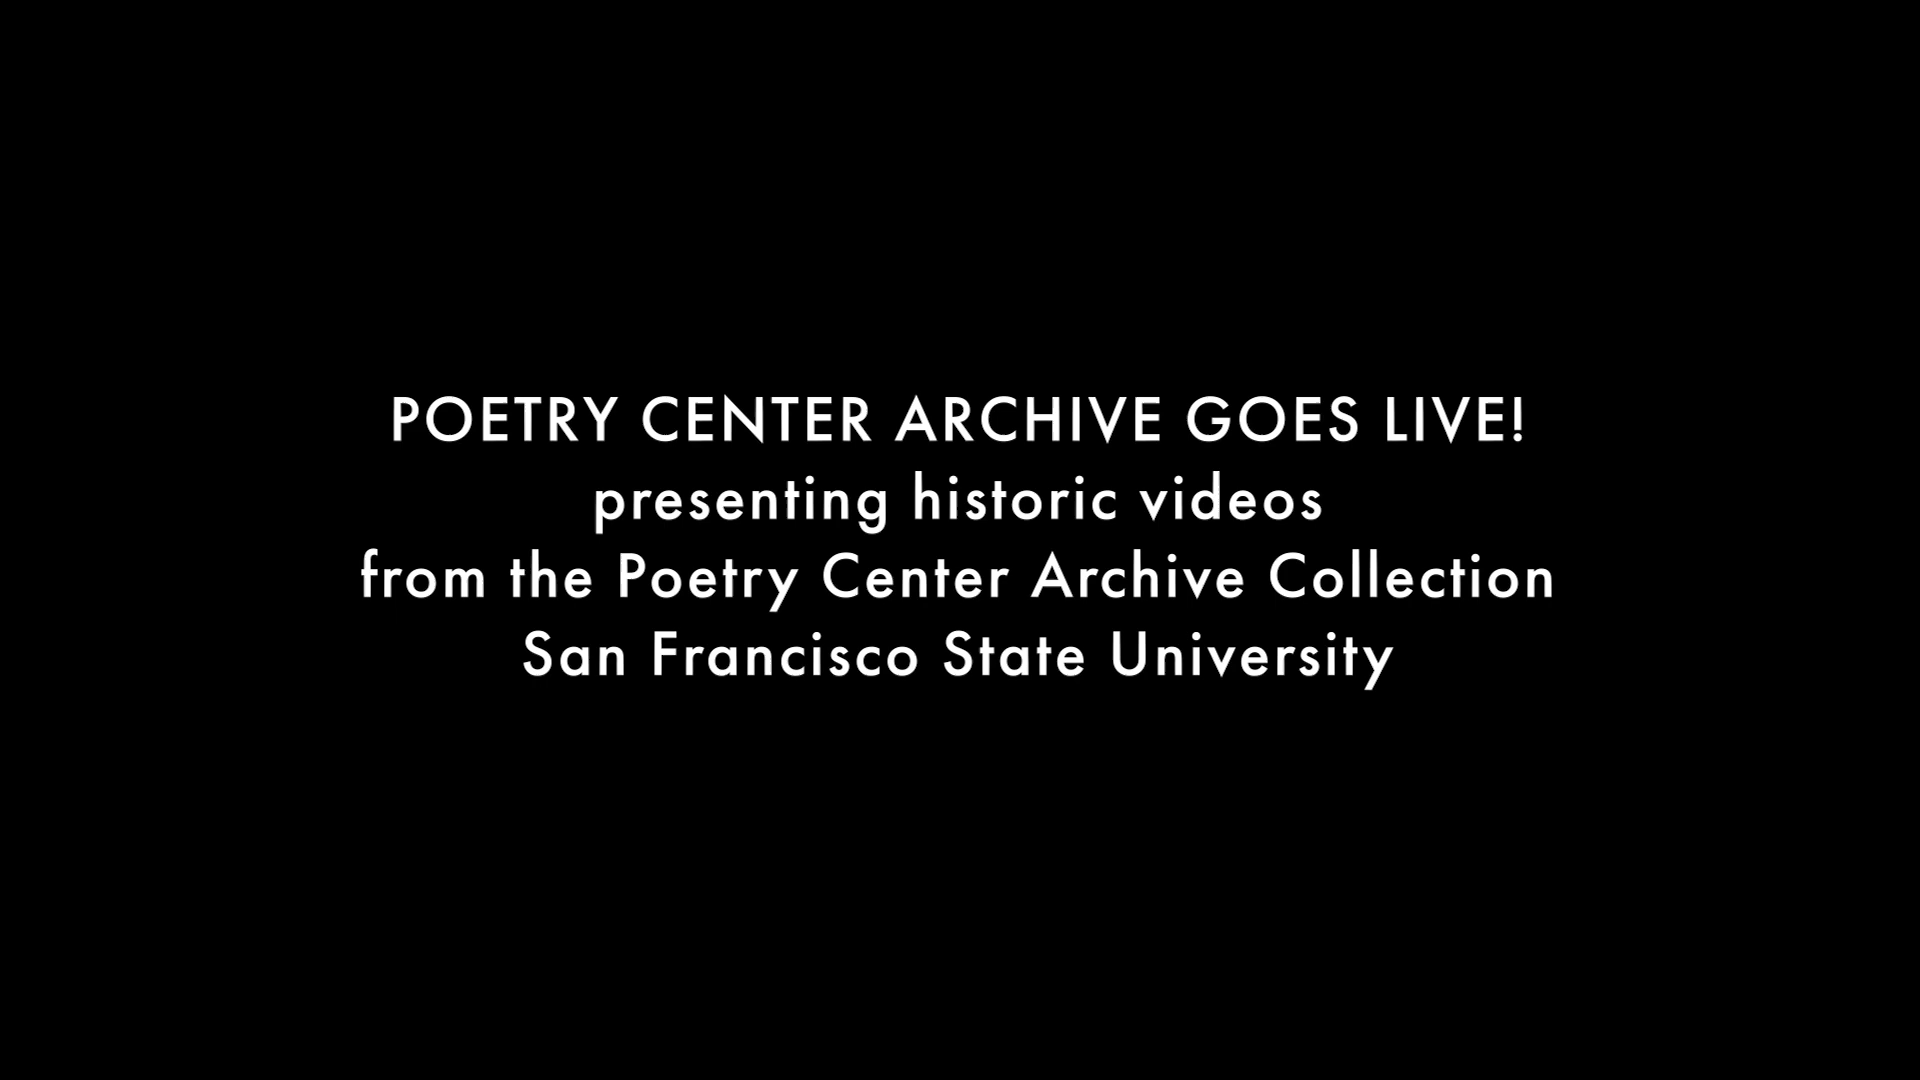 POETRY CENTER ARCHIVE GOES LIVE!
presenting historic videos
from the Poetry Center Archive Collection
San Francisco State University